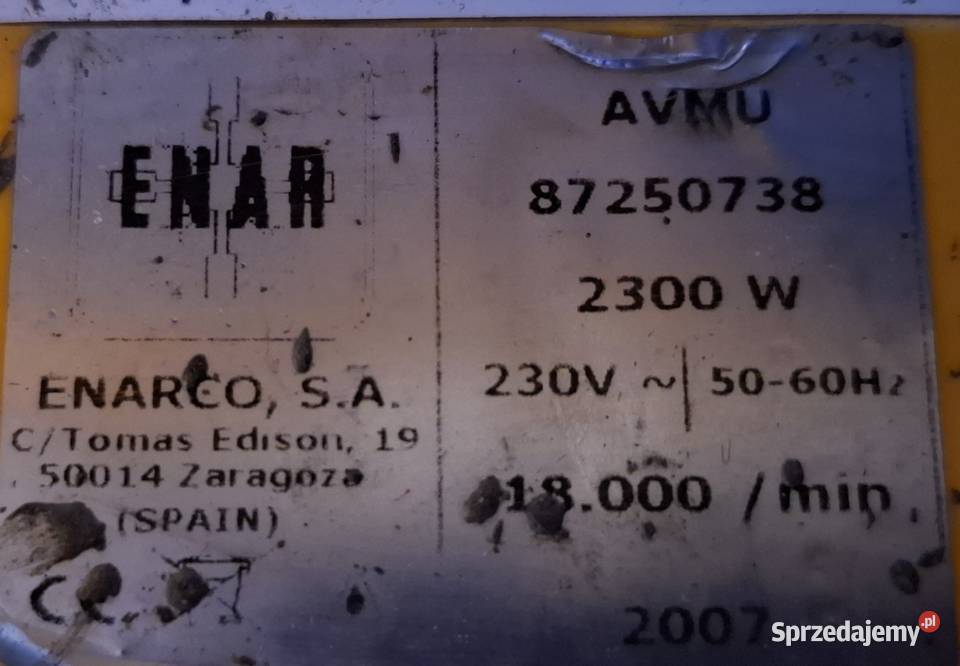 ENAR
ENARCO, S.A.
C/Tomas Edison, 19
50014 Zaragoza
(SPAIN)
CE
AVMU
87250738
2300 W
230V ~ | 50-60Hz
18.000 /min
2007
Sprzedajemy.pl